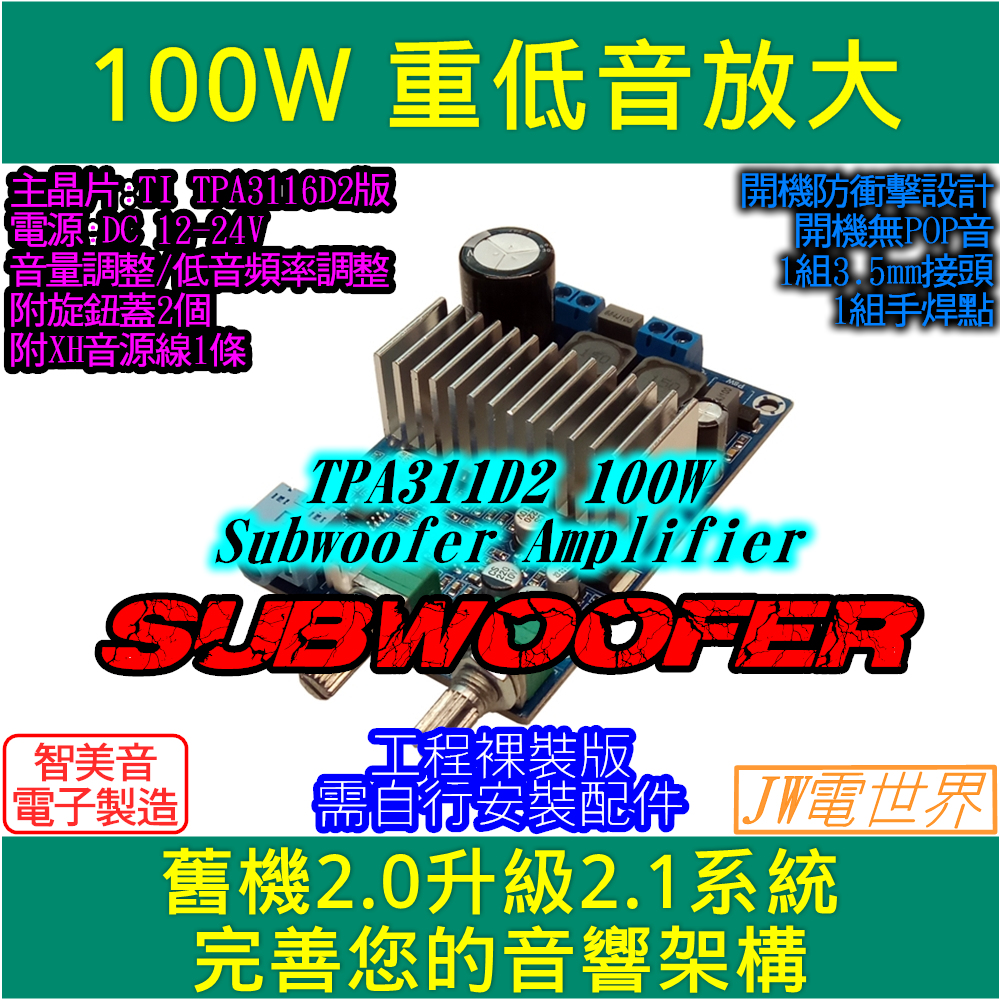 100W 重低音放大
主晶片:TI TPA3116D2版
電源:DC 12-24V
音量調整/低音頻率調整
附旋鈕蓋2個
附XH音源線1條
開機防衝擊設計
開機無POP音
1組3.5mm接頭
1組手焊點
TPA311D2 100W
Subwoofer Amplifier
SUBWOOFER
工程裸裝版
需自行安裝配件
智美音
電子製造
JW電世界
舊機2.0升級2.1系統
完善您的音響架構